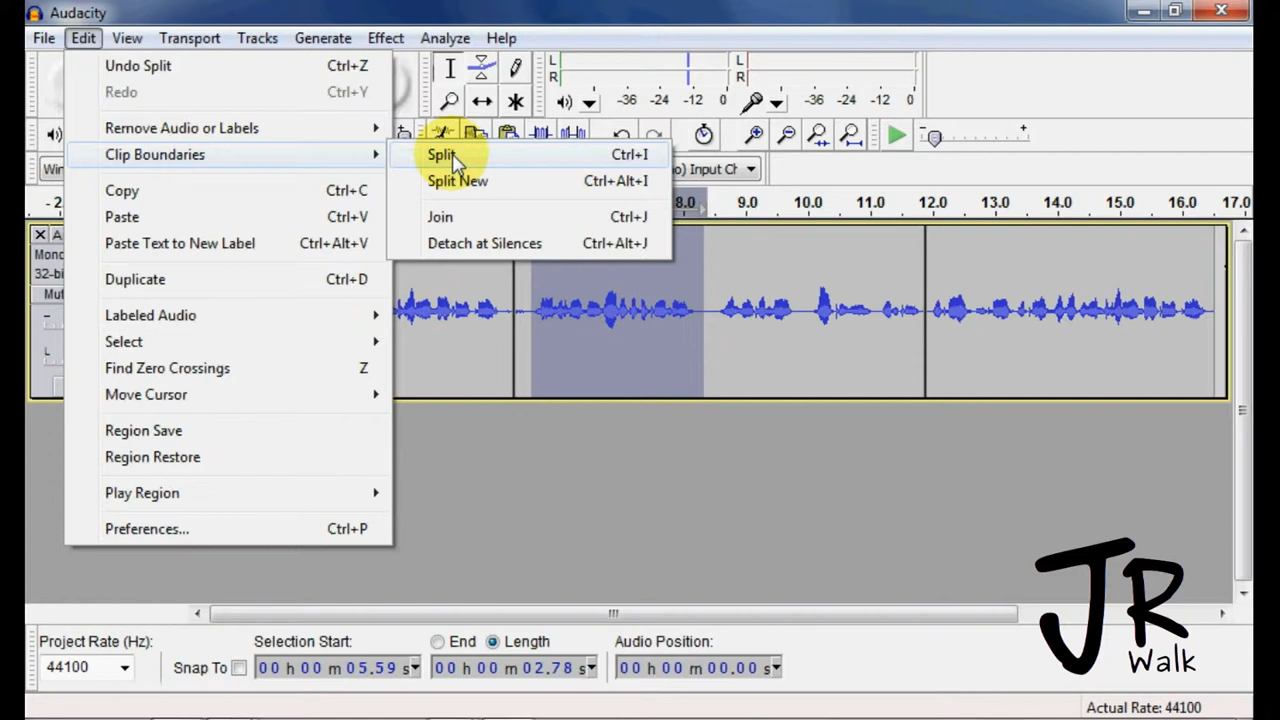 Audacity
File Edit View Transport Tracks Generate Effect Analyze Help
Undo Split Ctrl+Z
Redo Ctrl+Y
Remove Audio or Labels
Clip Boundaries
Copy Ctrl+C
Paste Ctrl+V
Paste Text to New Label Ctrl+Alt+V
Duplicate Ctrl+D
Labeled Audio
Select
Find Zero Crossings Z
Move Cursor
Region Save
Region Restore
Play Region
Preferences... Ctrl+P
Split Ctrl+I
Split New Ctrl+Alt+I
Join Ctrl+J
Detach at Silences Ctrl+Alt+J
L
R
-36 -24 -12 0
L
R
-36 -24 -12 0
- +
Win
o) Input Ch
- 2.
8.0 9.0 10.0 11.0 12.0 13.0 14.0 15.0 16.0 17.0
A
Mono
32-bi
Mut
-
L
Project Rate (Hz):
44100
Snap To
Selection Start:
00 h 00 m 05.59 s
End Length
00 h 00 m 02.78 s
Audio Position:
00 h 00 m 00.00 s
Actual Rate: 44100
JR
Walk